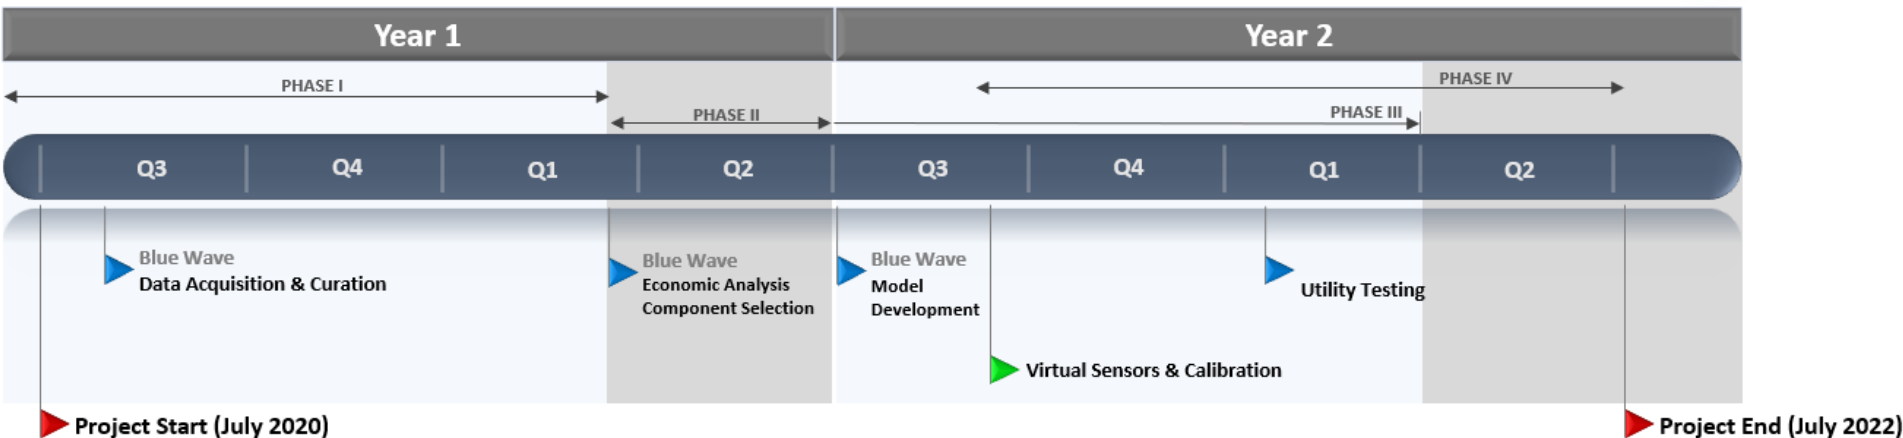 Year 1
Year 2
PHASE I
PHASE IV
PHASE II
PHASE III
Q3
Q4
Q1
Q2
Q3
Q4
Q1
Q2
Blue Wave
Data Acquisition & Curation
Blue Wave
Economic Analysis
Component Selection
Blue Wave
Model
Development
Utility Testing
Virtual Sensors & Calibration
Project Start (July 2020)
Project End (July 2022)